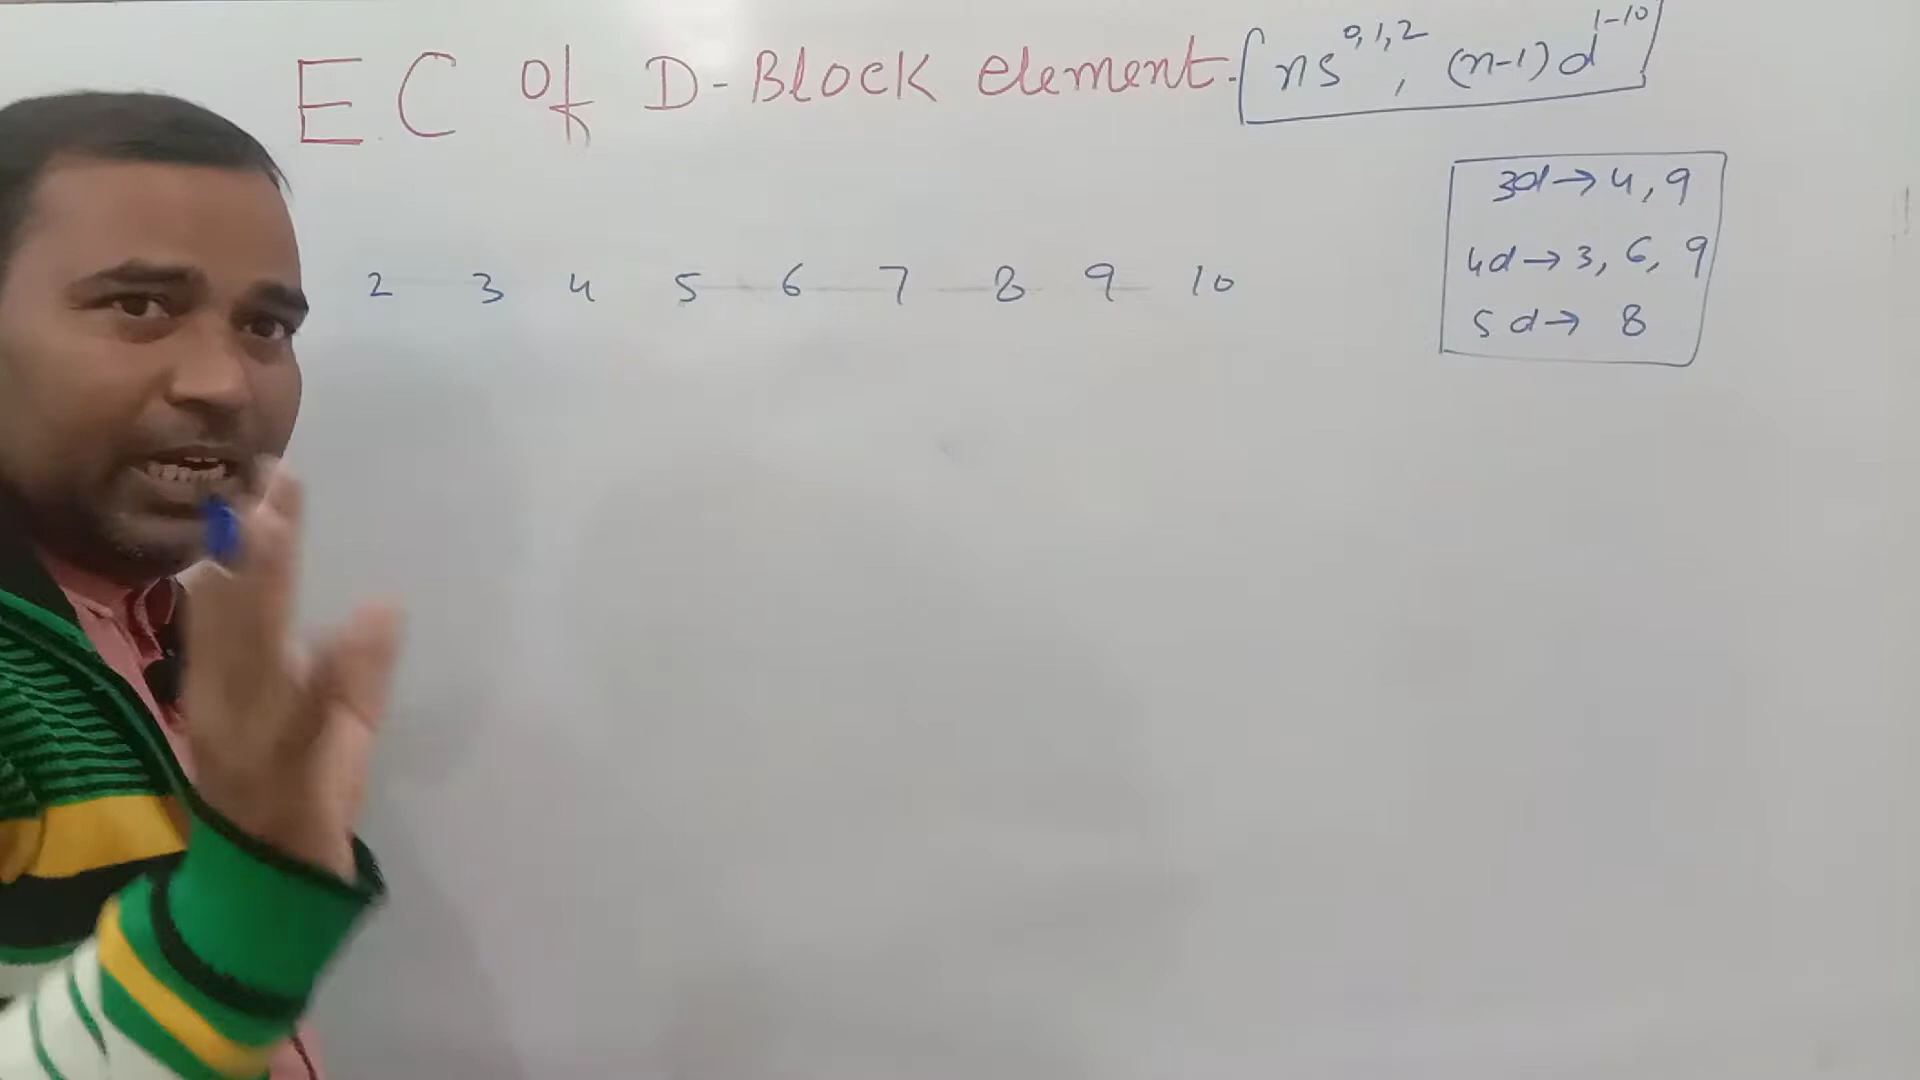 EC Of D-Block element-[ns^0,1,2, (n-1)d^1-10]
3d→4,9
4d→3,6,9
5d→ 8
2 3 4 5 6 7 8 9 10